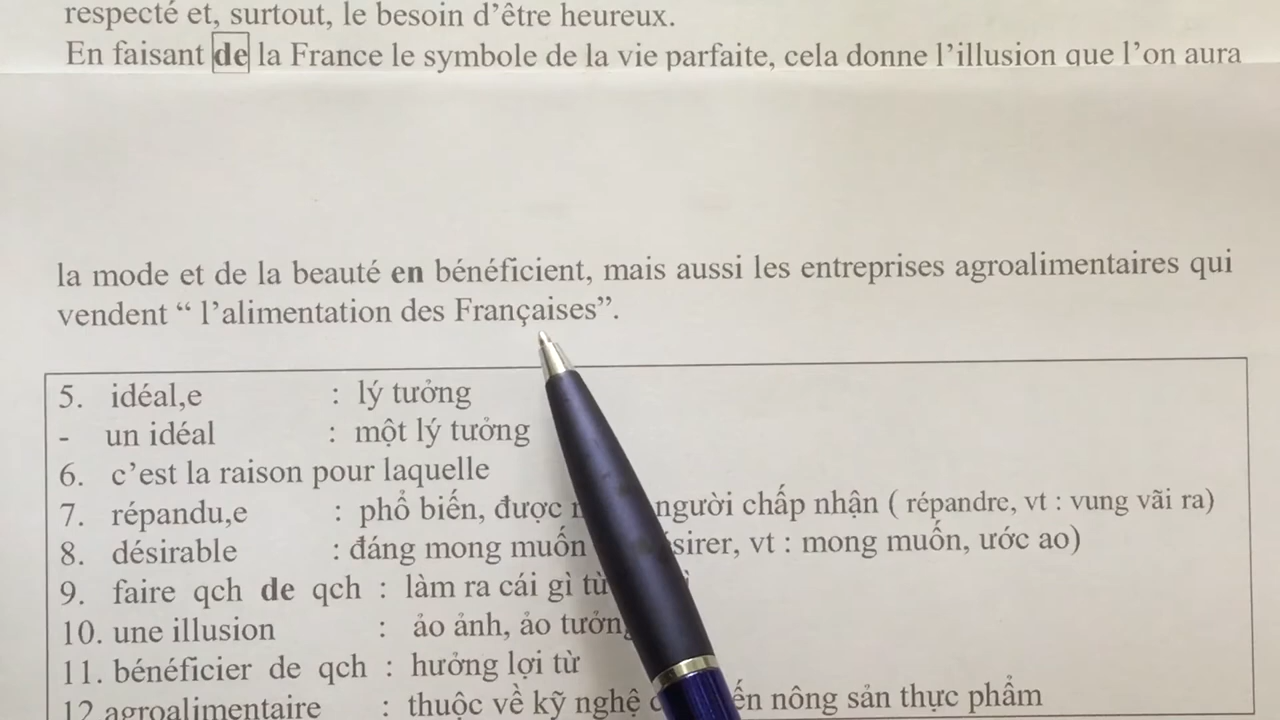 respecté et, surtout, le besoin d’être heureux.
En faisant de la France le symbole de la vie parfaite, cela donne l’illusion que l’on aura
la mode et de la beauté en bénéficient, mais aussi les entreprises agroalimentaires qui
vendent “ l’alimentation des Françaises”.
5. idéal,e : lý tưởng
- un idéal : một lý tưởng
6. c’est la raison pour laquelle
7. répandu,e : phổ biến, được người chấp nhận ( répandre, vt : vung vãi ra)
8. désirable : đáng mong muốn vt : mong muốn, ước ao)
9. faire qch de qch : làm ra cái gì từ
10. une illusion : ảo ảnh, ảo tưởng
11. bénéficier de qch : hưởng lợi từ
12 agroalimentaire : thuộc về kỹ nghệ nông sản thực phẩm